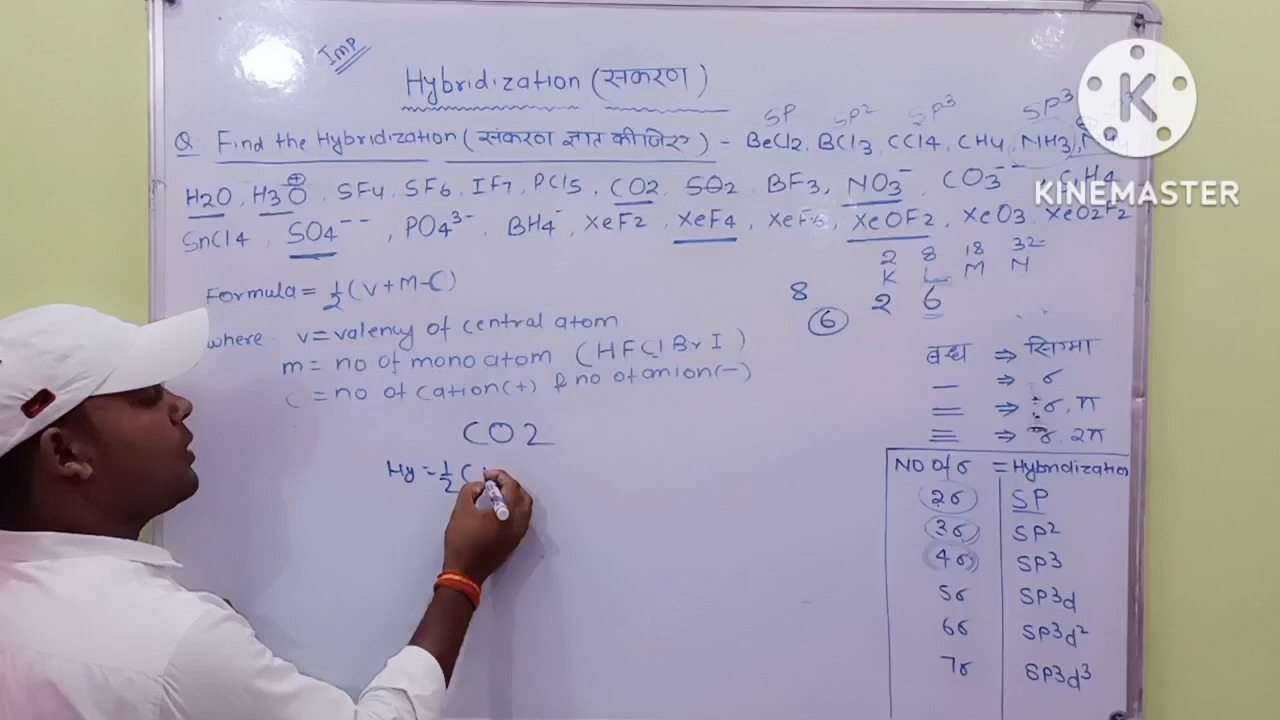 Imp
Hybridization (संकरण)
SP SP2 SP3 SP3
Q. Find the Hybridization (संकरण ज्ञात कीजिए) - BeCl2, BCl3, CCl4, CH4, NH3,
H2O, H3O⊕, SF4, SF6, IF7, PCl5, CO2, SO2, BF3, NO3-, CO3--, C2H4
SnCl4, SO4--, PO43-, BH4-, XeF2, XeF4, XeF6, XeOF2, XeO3, XeO2F2
2 8 18 32
K L M N
8
6 2 6
Formula = 1/2 (V+M-C)
where v = valency of central atom
m = no of mono atom (H F Cl Br I)
C = no of cation(+) & no of anion(-)
CO2
Hy = 1/2 (
बन्ध ⇒ सिग्मा
— ⇒ σ
= ⇒ σ, π
≡ ⇒ σ, 2π
NO of σ = Hybridization
2σ SP
3σ SP2
4σ SP3
5σ SP3d
6σ SP3d2
7σ SP3d3
K
KINEMASTER